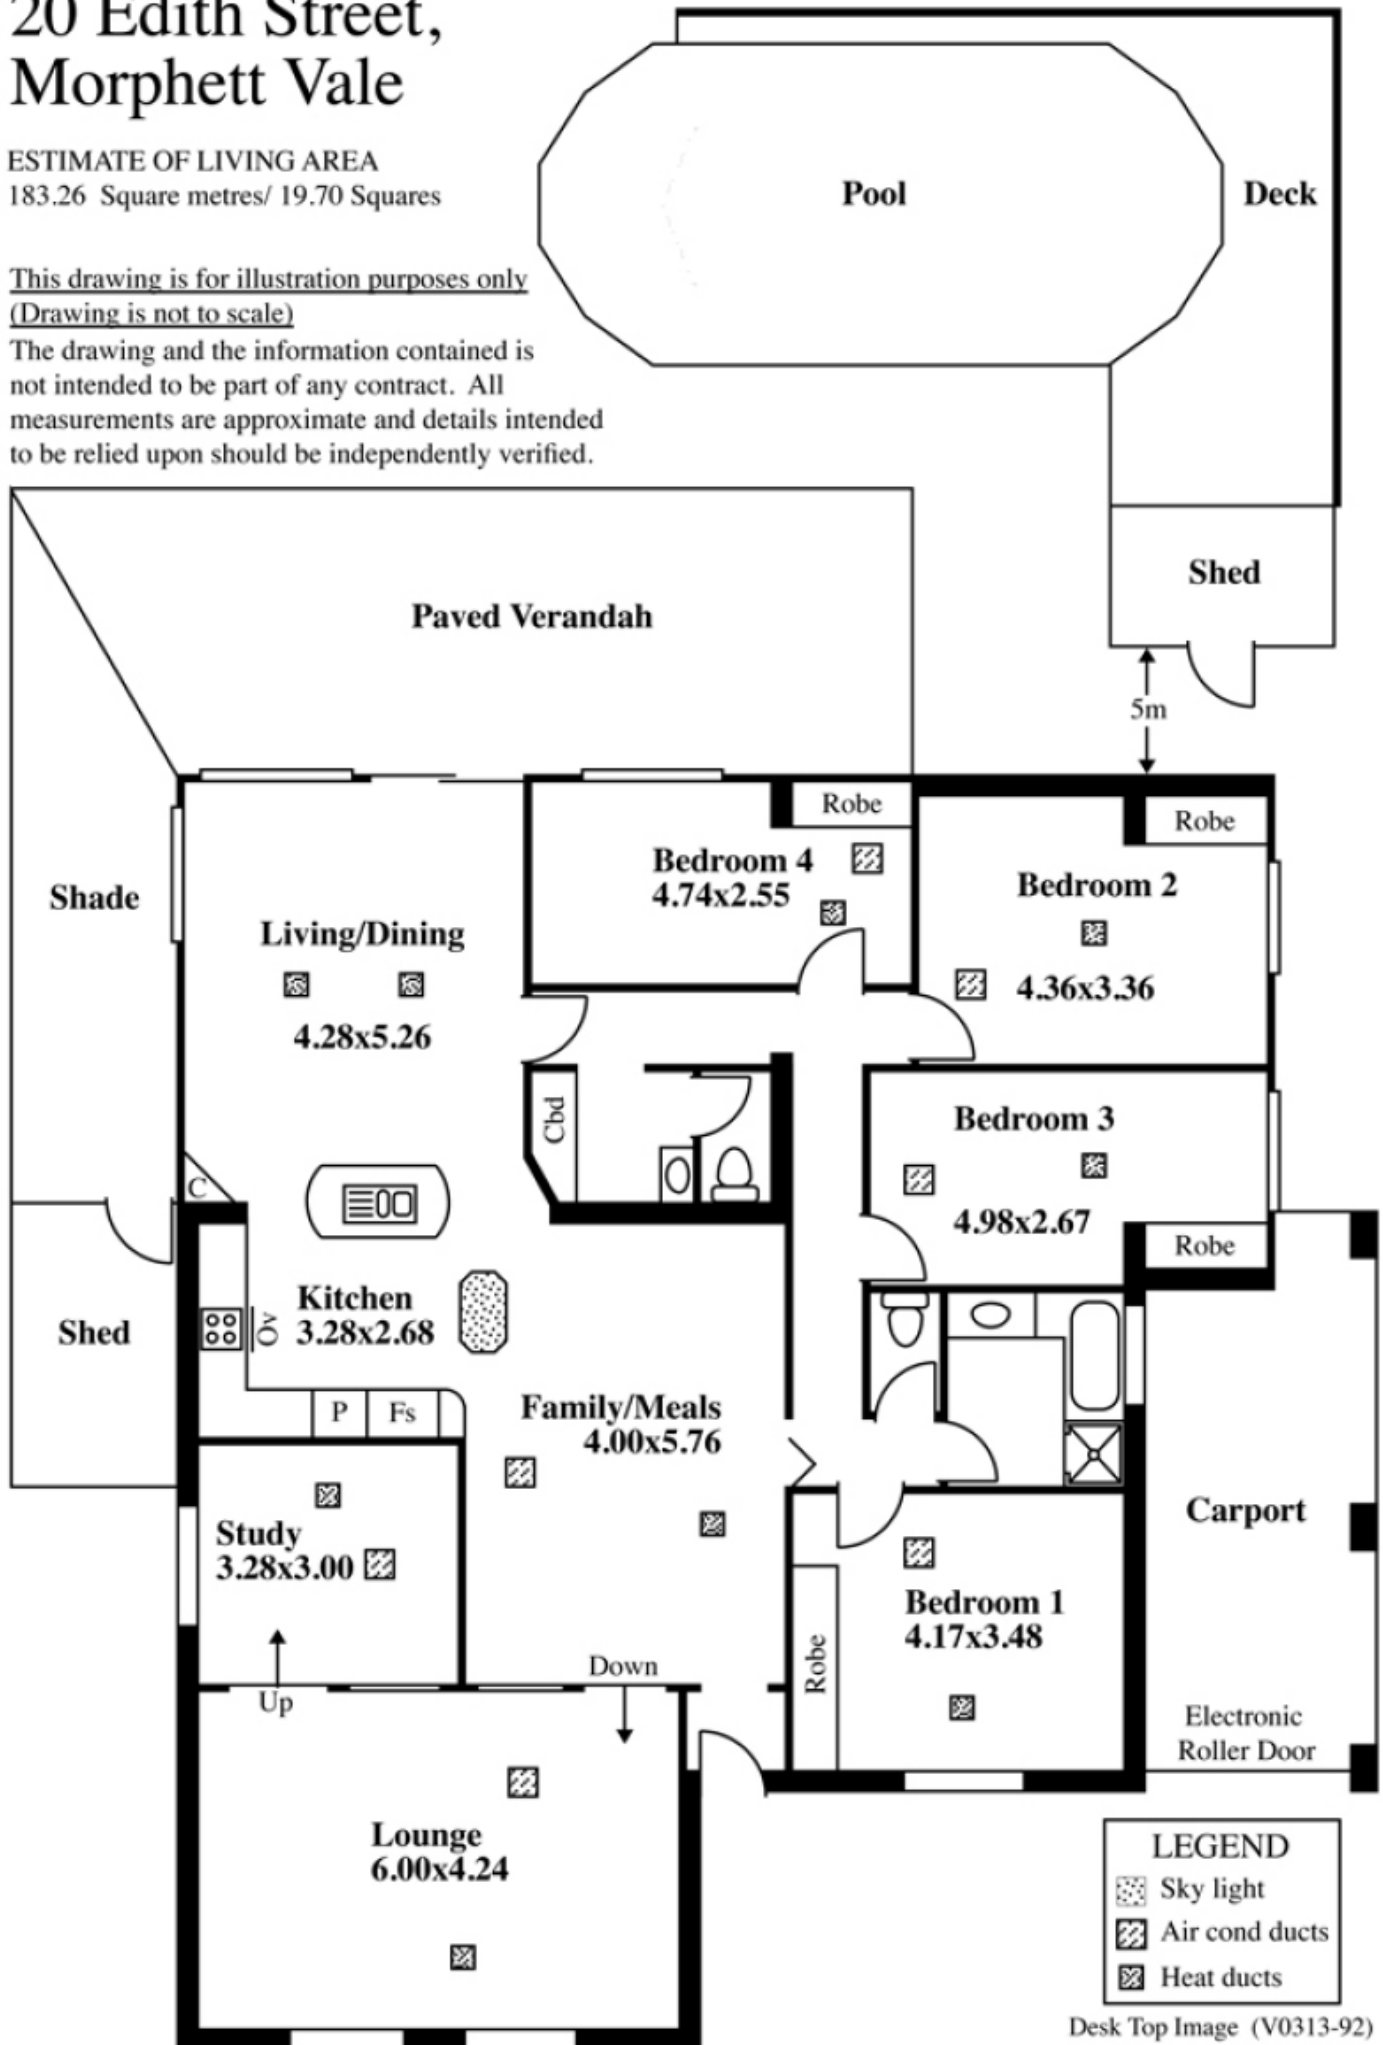 20 Edith Street,
Morphett Vale
ESTIMATE OF LIVING AREA
183.26 Square metres/ 19.70 Squares
This drawing is for illustration purposes only
(Drawing is not to scale)
The drawing and the information contained is
not intended to be part of any contract. All
measurements are approximate and details intended
to be relied upon should be independently verified.
Pool
Deck
Shed
5m
Paved Verandah
Shade
Living/Dining
4.28x5.26
Bedroom 4
4.74x2.55
Robe
Bedroom 2
4.36x3.36
Robe
Cbd
Bedroom 3
4.98x2.67
Robe
C
Shed
Ov
Kitchen
3.28x2.68
P
Fs
Family/Meals
4.00x5.76
Study
3.28x3.00
Up
Down
Carport
Bedroom 1
4.17x3.48
Robe
Electronic
Roller Door
Lounge
6.00x4.24
LEGEND
Sky light
Air cond ducts
Heat ducts
Desk Top Image (V0313-92)